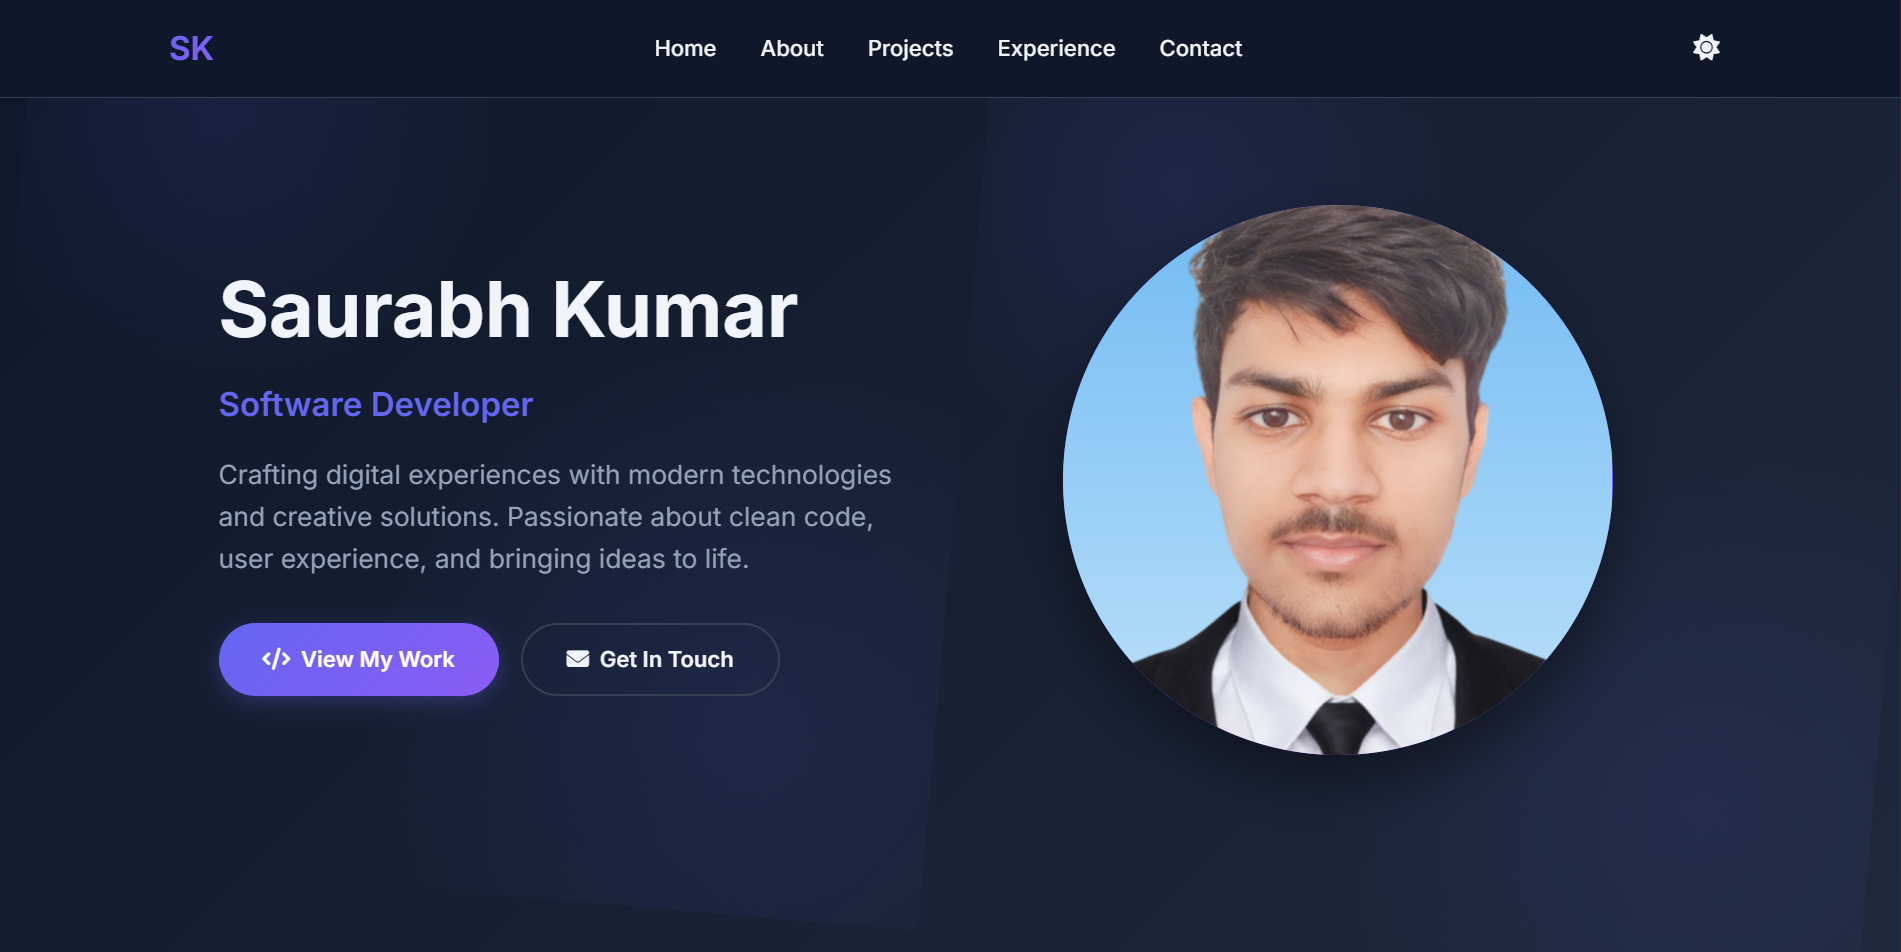 SK
Home About Projects Experience Contact
Saurabh Kumar
Software Developer
Crafting digital experiences with modern technologies
and creative solutions. Passionate about clean code,
user experience, and bringing ideas to life.
</> View My Work
Get In Touch